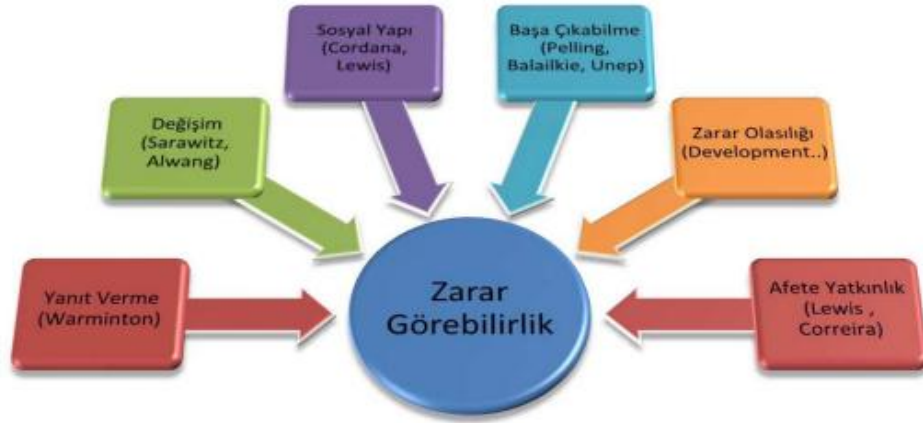 Sosyal Yapı
(Cordana,
Lewis)
Başa Çıkabilme
(Pelling,
Balailkie, Unep)
Değişim
(Sarawitz,
Alwang)
Zarar Olasılığı
(Development..)
Yanıt Verme
(Warminton)
Zarar
Görebilirlik
Afete Yatkınlık
(Lewis ,
Correira)